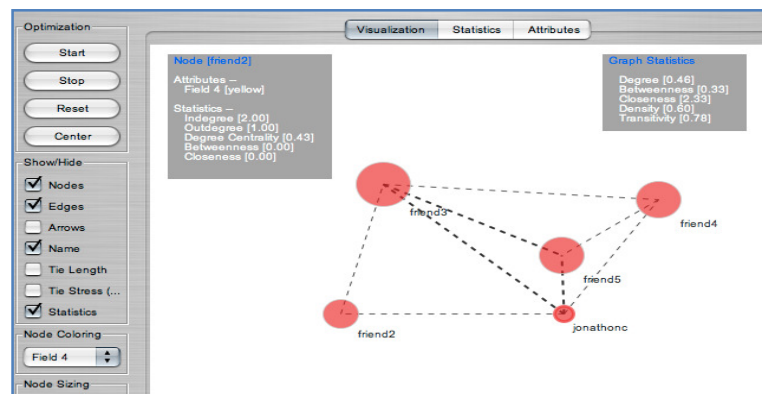 Optimization
Start
Stop
Reset
Center
Show/Hide
Nodes
Edges
Arrows
Name
Tie Length
Tie Stress (...
Statistics
Node Coloring
Field 4
Node Sizing
Visualization Statistics Attributes
Node [friend2]
Attributes --
Field 4 [yellow]
Statistics --
Indegree [2.00]
Outdegree [1.00]
Degree Centrality [0.43]
Betweenness [0.00]
Closeness [0.00]
Graph Statistics
Degree [0.46]
Betweenness [0.33]
Closeness [2.33]
Density [0.60]
Transitivity [0.78]
friend3
friend4
friend5
friend2
jonathonc